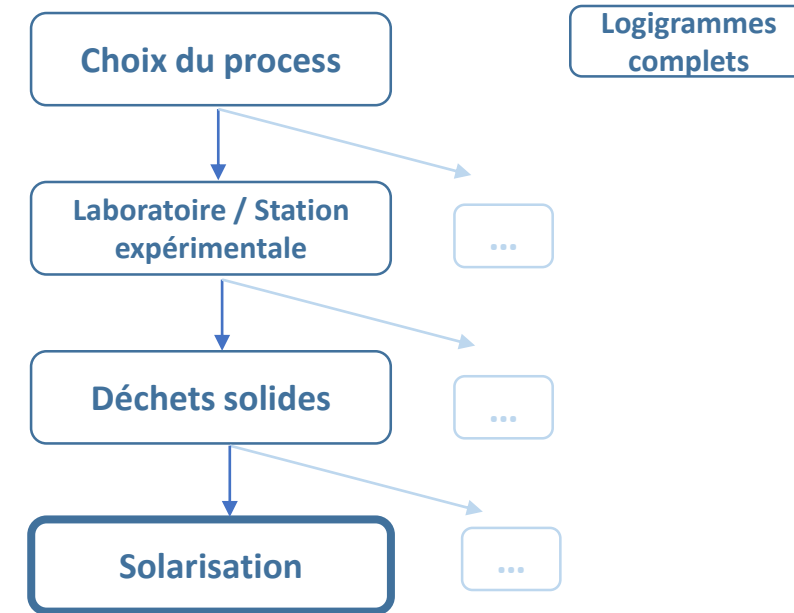 Choix du process
Logigrammes
complets
Laboratoire / Station
expérimentale
...
Déchets solides
...
Solarisation
...